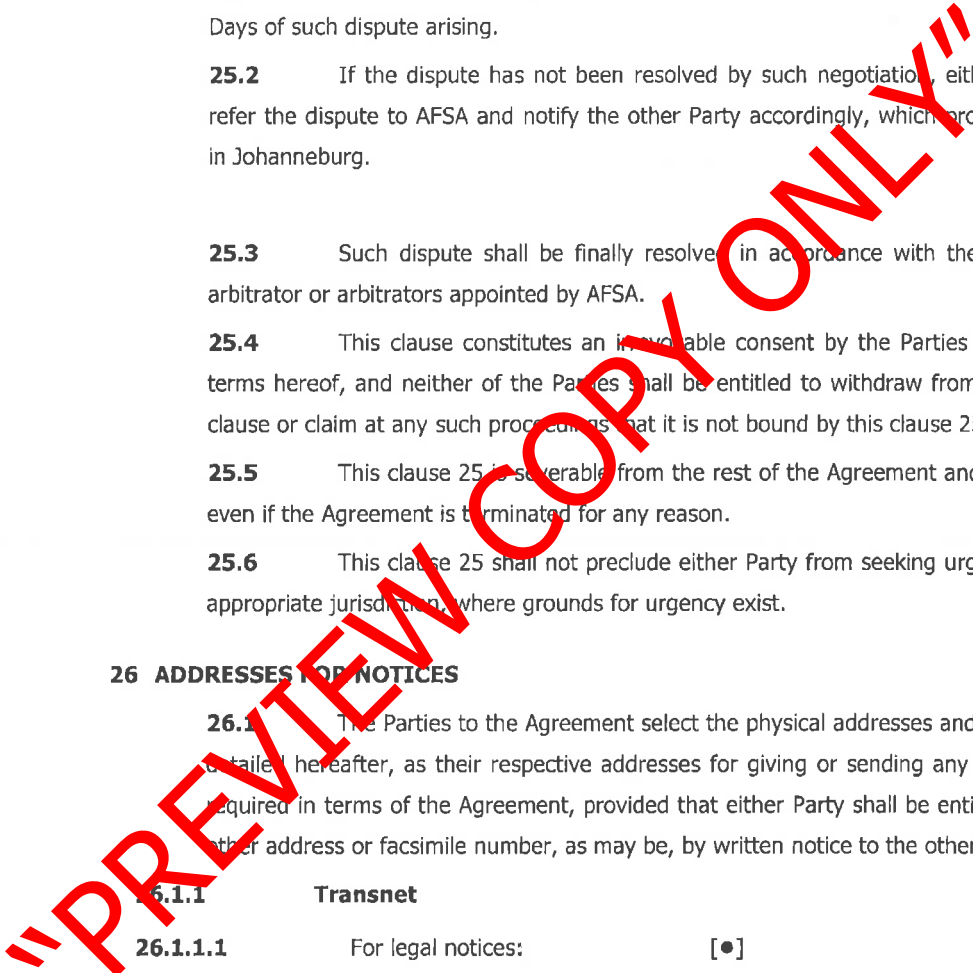 Days of such dispute arising.
25.2 If the dispute has not been resolved by such negotiation, eit
refer the dispute to AFSA and notify the other Party accordingly, which pro
in Johanneburg.
25.3 Such dispute shall be finally resolved in accordance with the
arbitrator or arbitrators appointed by AFSA.
25.4 This clause constitutes an irrevocable consent by the Parties
terms hereof, and neither of the Parties shall be entitled to withdraw from
clause or claim at any such proceedings that it is not bound by this clause 2
25.5 This clause 25 is severable from the rest of the Agreement and
even if the Agreement is terminated for any reason.
25.6 This clause 25 shall not preclude either Party from seeking urg
appropriate jurisdiction, where grounds for urgency exist.
26 ADDRESSES FOR NOTICES
26.1 The Parties to the Agreement select the physical addresses and
detailed hereafter, as their respective addresses for giving or sending any
required in terms of the Agreement, provided that either Party shall be enti
other address or facsimile number, as may be, by written notice to the other
26.1.1 Transnet
26.1.1.1 For legal notices: [●]
"PREVIEW COPY ONLY"